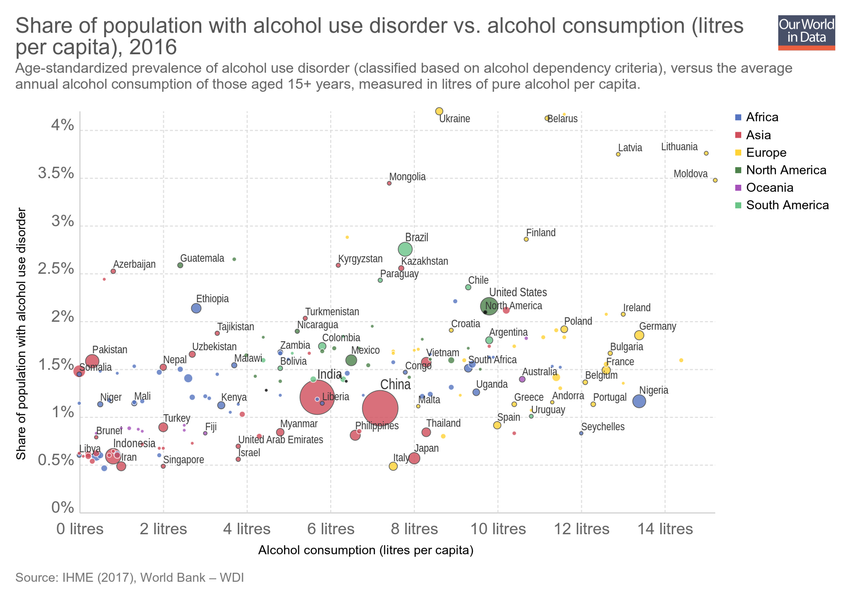 Share of population with alcohol use disorder vs. alcohol consumption (litres
per capita), 2016
Our World
in Data
Age-standardized prevalence of alcohol use disorder (classified based on alcohol dependency criteria), versus the average
annual alcohol consumption of those aged 15+ years, measured in litres of pure alcohol per capita.
Africa
Asia
Europe
North America
Oceania
South America
Share of population with alcohol use disorder
4%
3.5%
3%
2.5%
2%
1.5%
1%
0.5%
0%
Ukraine
Belarus
Latvia
Lithuania
Moldova
Mongolia
Finland
Brazil
Azerbaijan
Guatemala
Kyrgyzstan
Kazakhstan
Paraguay
Chile
United States
North America
Ethiopia
Turkmenistan
Ireland
Tajikistan
Nicaragua
Croatia
Poland
Germany
Uzbekistan
Zambia
Colombia
Argentina
Pakistan
Mexico
Vietnam
Bulgaria
Somalia
Nepal
Malawi
Bolivia
Congo
South Africa
France
India
China
Uganda
Australia
Belgium
Niger
Mali
Kenya
Liberia
Malta
Greece
Andorra
Portugal
Nigeria
Turkey
Fiji
Myanmar
Philippines
Thailand
Spain
Uruguay
Seychelles
Brunei
Libya
Indonesia
United Arab Emirates
Iran
Singapore
Israel
Italy
Japan
0 litres
2 litres
4 litres
6 litres
8 litres
10 litres
12 litres
14 litres
Alcohol consumption (litres per capita)
Source: IHME (2017), World Bank – WDI